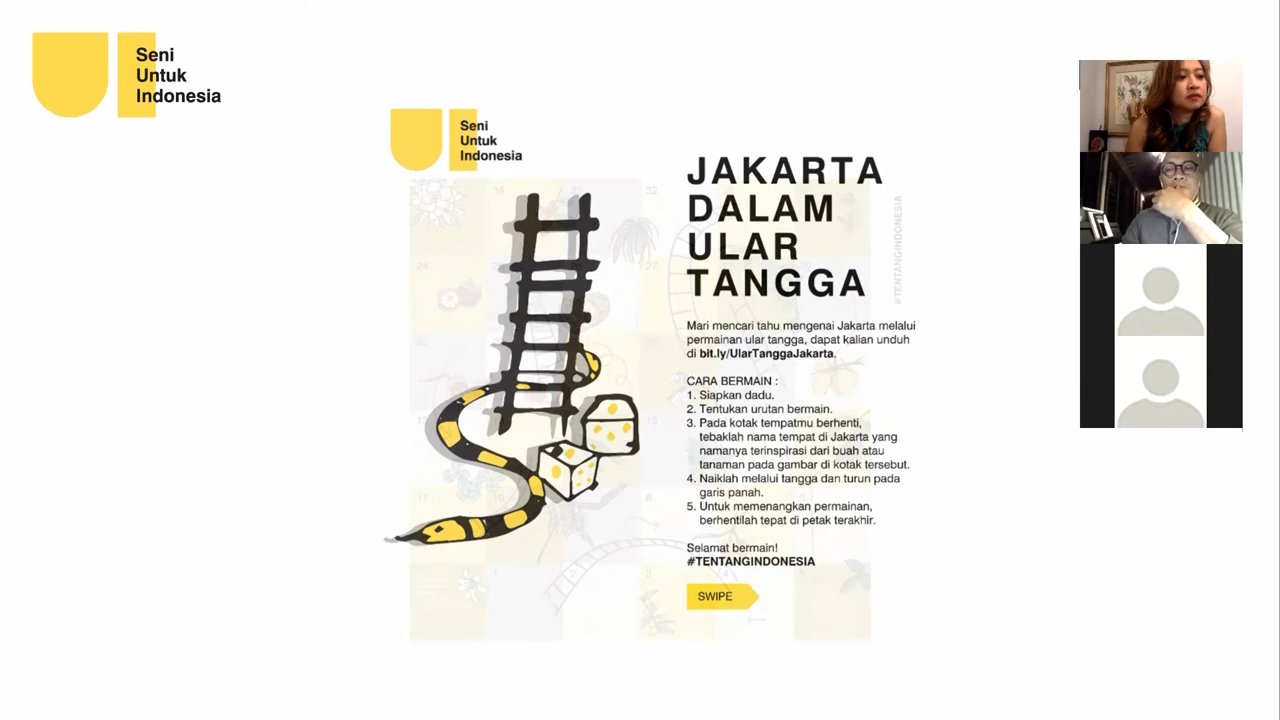 Seni
Untuk
Indonesia
Seni
Untuk
Indonesia
JAKARTA
DALAM
ULAR
TANGGA
#TENTANGINDONESIA
Mari mencari tahu mengenai Jakarta melalui
permainan ular tangga, dapat kalian unduh
di bit.ly/UlarTanggaJakarta.
CARA BERMAIN :
1. Siapkan dadu.
2. Tentukan urutan bermain.
3. Pada kotak tempatmu berhenti,
tebaklah nama tempat di Jakarta yang
namanya terinspirasi dari buah atau
tanaman pada gambar di kotak tersebut.
4. Naiklah melalui tangga dan turun pada
garis panah.
5. Untuk memenangkan permainan,
berhentilah tepat di petak terakhir.
Selamat bermain!
#TENTANGINDONESIA
SWIPE